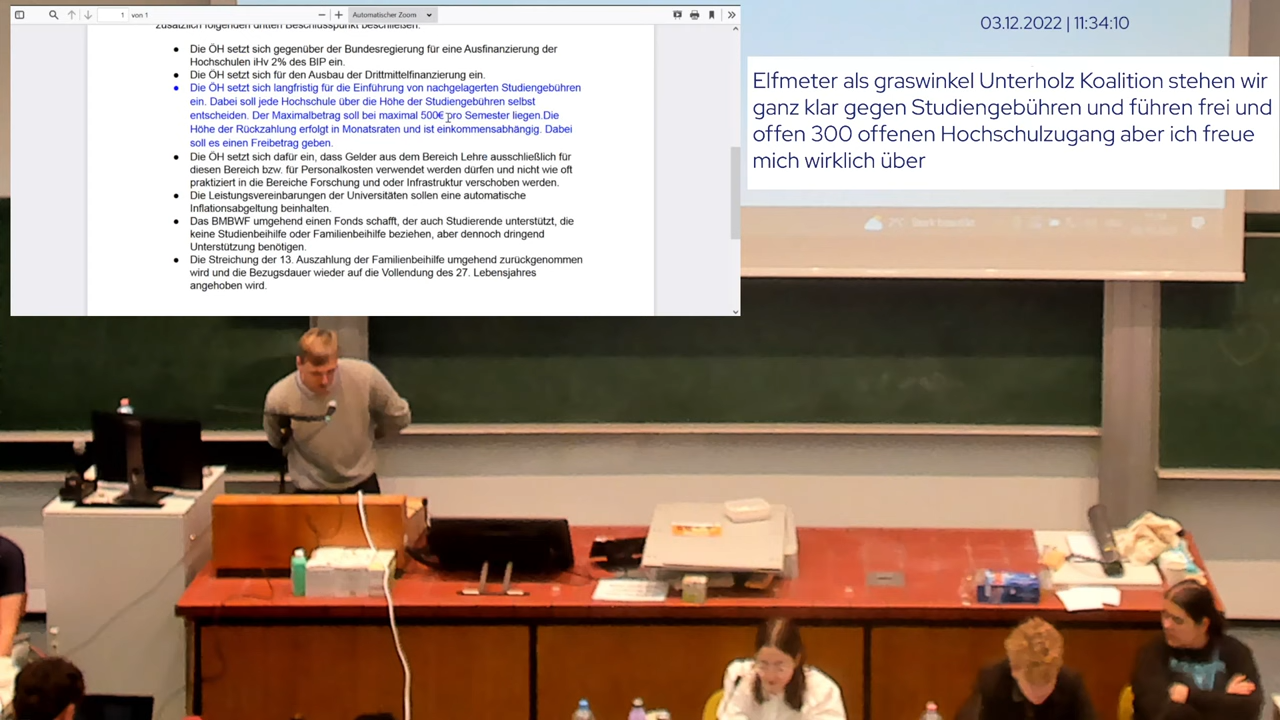 1 von 1
Automatischer Zoom
zusätzlich folgenden dritten Beschlusspunkt beschließen:
● Die ÖH setzt sich gegenüber der Bundesregierung für eine Ausfinanzierung der
Hochschulen iHv 2% des BIP ein.
● Die ÖH setzt sich für den Ausbau der Drittmittelfinanzierung ein.
● Die ÖH setzt sich langfristig für die Einführung von nachgelagerten Studiengebühren
ein. Dabei soll jede Hochschule über die Höhe der Studiengebühren selbst
entscheiden. Der Maximalbetrag soll bei maximal 500€ pro Semester liegen.Die
Höhe der Rückzahlung erfolgt in Monatsraten und ist einkommensabhängig. Dabei
soll es einen Freibetrag geben.
● Die ÖH setzt sich dafür ein, dass Gelder aus dem Bereich Lehre ausschließlich für
diesen Bereich bzw. für Personalkosten verwendet werden dürfen und nicht wie oft
praktiziert in die Bereiche Forschung und oder Infrastruktur verschoben werden.
● Die Leistungsvereinbarungen der Universitäten sollen eine automatische
Inflationsabgeltung beinhalten.
● Das BMBWF umgehend einen Fonds schafft, der auch Studierende unterstützt, die
keine Studienbeihilfe oder Familienbeihilfe beziehen, aber dennoch dringend
Unterstützung benötigen.
● Die Streichung der 13. Auszahlung der Familienbeihilfe umgehend zurückgenommen
wird und die Bezugsdauer wieder auf die Vollendung des 27. Lebensjahres
angehoben wird.
03.12.2022 | 11:34:10
Elfmeter als graswinkel Unterholz Koalition stehen wir
ganz klar gegen Studiengebühren und führen frei und
offen 300 offenen Hochschulzugang aber ich freue
mich wirklich über